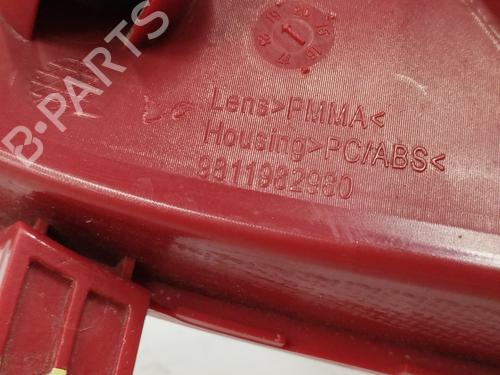 Lens>PMMA<
Housing>PC/ABS<
9811982980
B-PARTS